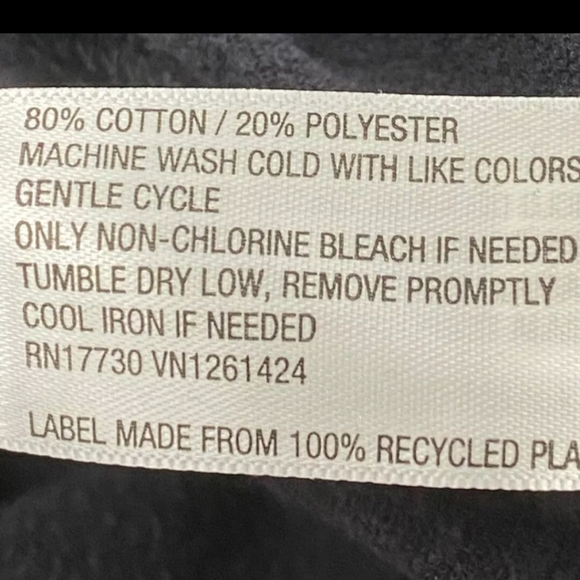 80% COTTON / 20% POLYESTER
MACHINE WASH COLD WITH LIKE COLORS
GENTLE CYCLE
ONLY NON-CHLORINE BLEACH IF NEEDED
TUMBLE DRY LOW, REMOVE PROMPTLY
COOL IRON IF NEEDED
RN17730 VN1261424
LABEL MADE FROM 100% RECYCLED PLA